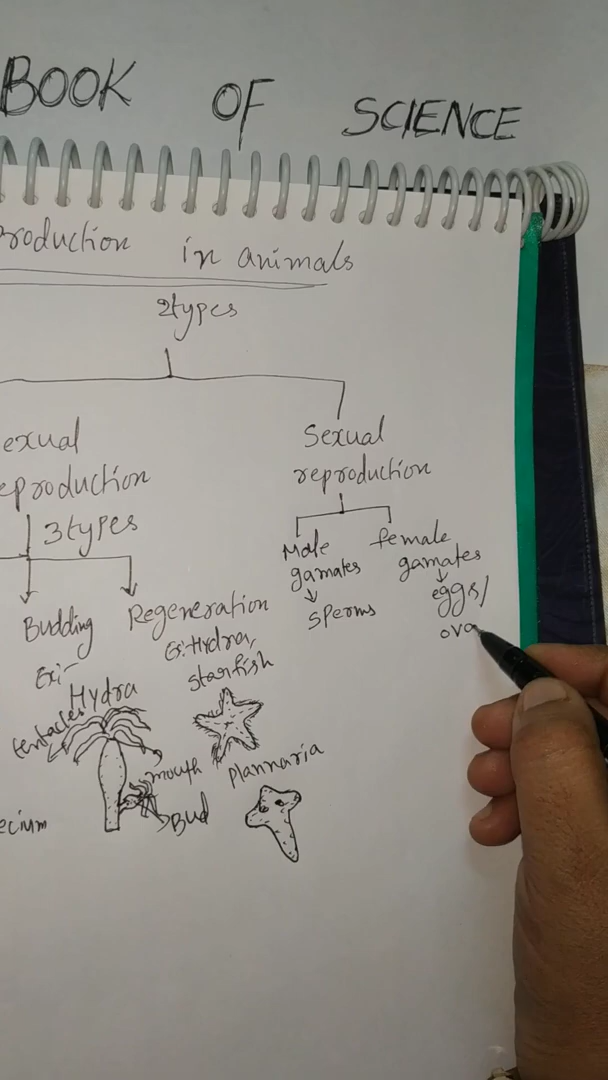 BOOK OF SCIENCE
roduction in animals
2types
exual
eproduction
3types
Sexual
reproduction
Male
gamates
sperms
female
gamates
eggs/
ova
Budding
Ex:-
Hydra
tentacles
mouth
Bud
Regeneration
Ex:-Hydra,
starfish
plannaria
ecium